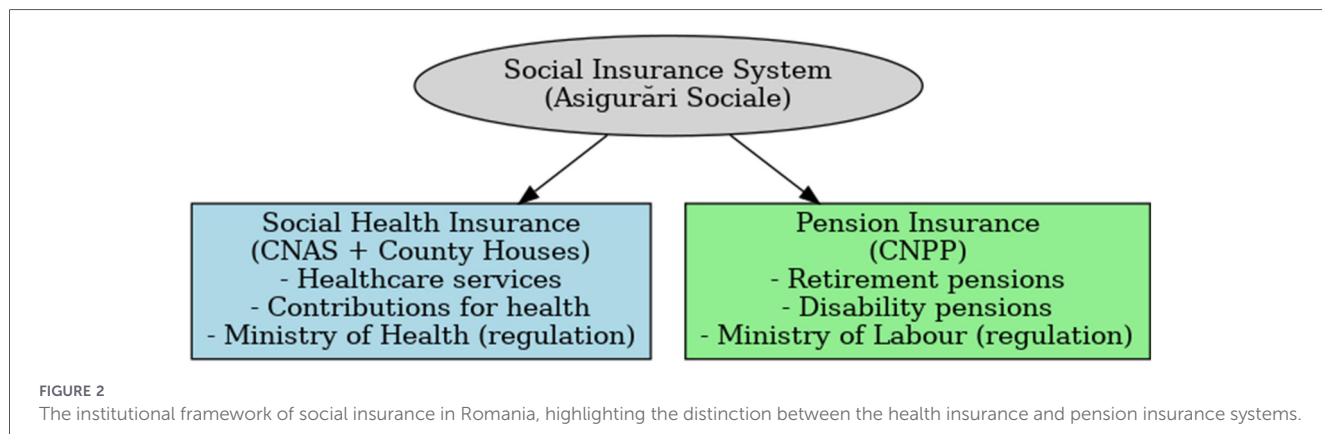 Social Insurance System
(Asigurări Sociale)
Social Health Insurance
(CNAS + County Houses)
- Healthcare services
- Contributions for health
- Ministry of Health (regulation)
Pension Insurance
(CNPP)
- Retirement pensions
- Disability pensions
- Ministry of Labour (regulation)
FIGURE 2
The institutional framework of social insurance in Romania, highlighting the distinction between the health insurance and pension insurance systems.